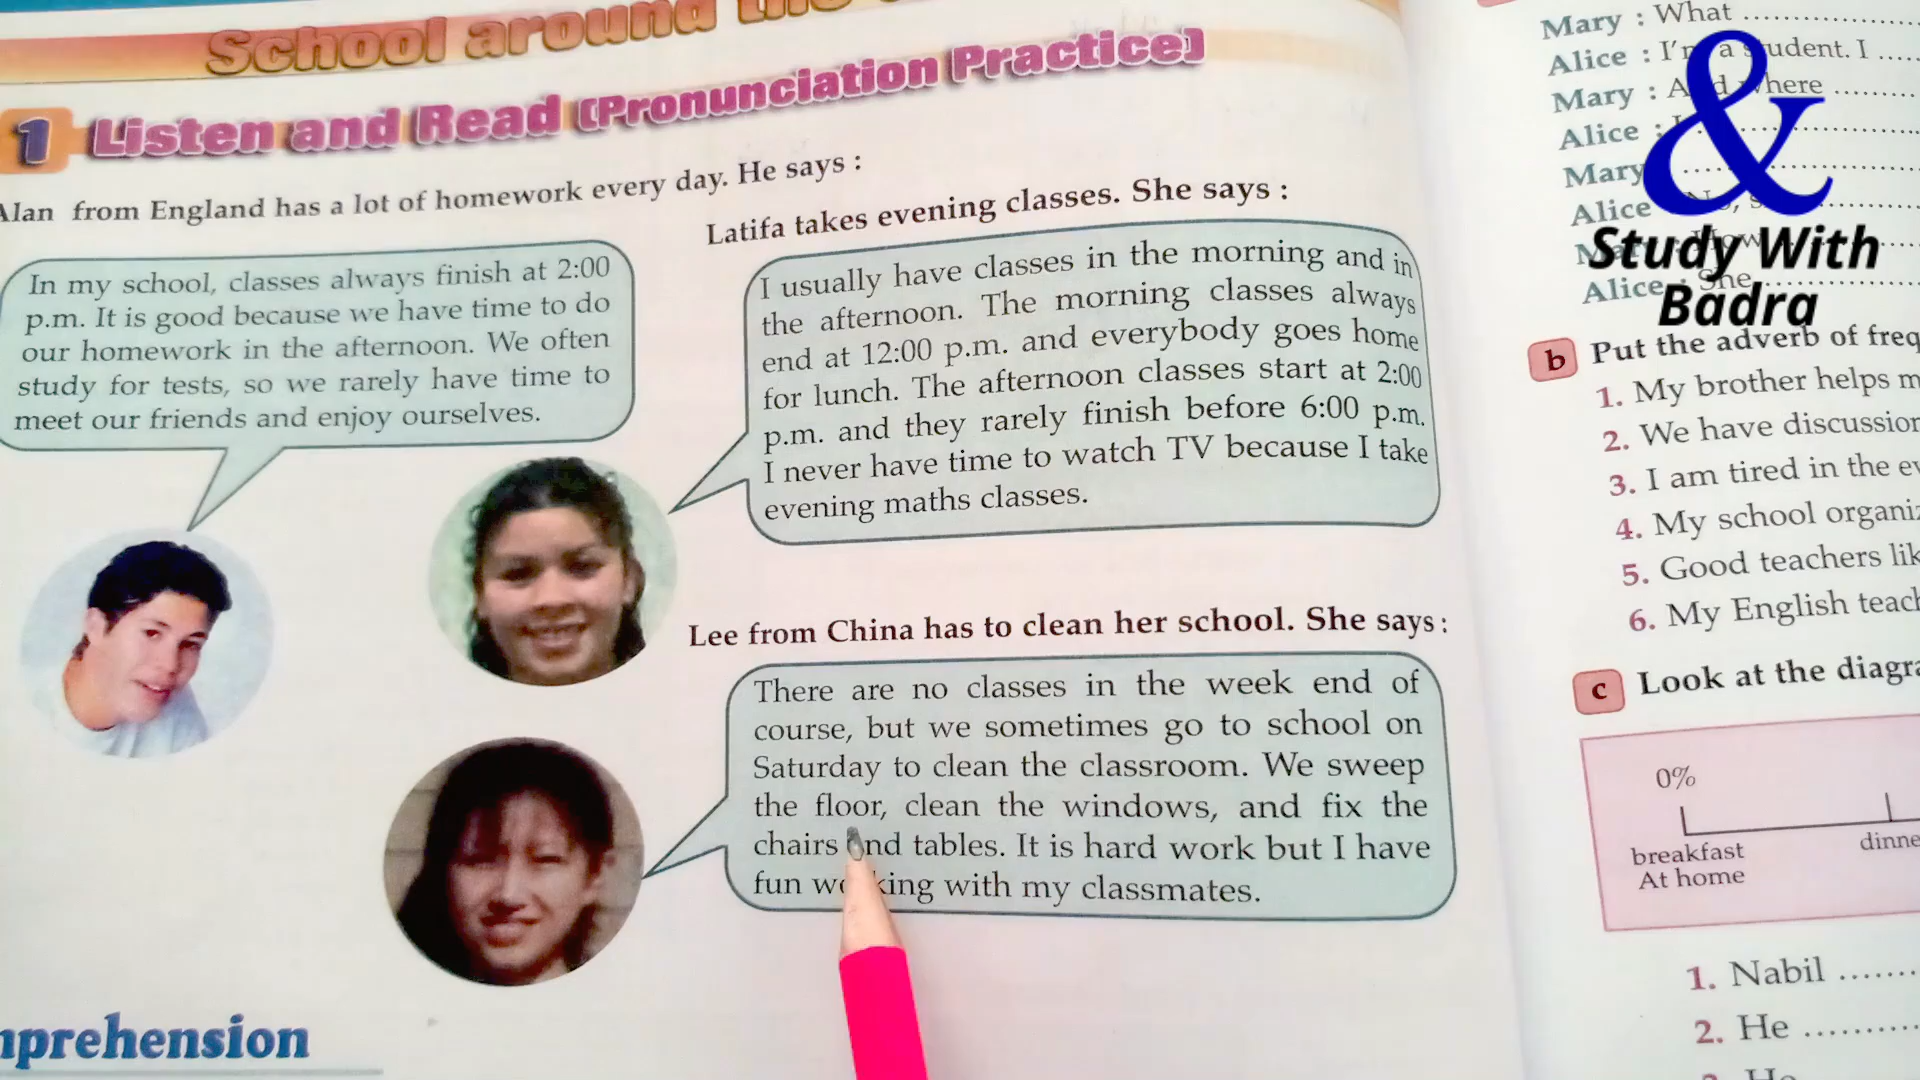 School around the
1 Listen and Read (Pronunciation Practice)
Alan from England has a lot of homework every day. He says :
In my school, classes always finish at 2:00
p.m. It is good because we have time to do
our homework in the afternoon. We often
study for tests, so we rarely have time to
meet our friends and enjoy ourselves.
Latifa takes evening classes. She says :
I usually have classes in the morning and in
the afternoon. The morning classes always
end at 12:00 p.m. and everybody goes home
for lunch. The afternoon classes start at 2:00
p.m. and they rarely finish before 6:00 p.m.
I never have time to watch TV because I take
evening maths classes.
Lee from China has to clean her school. She says :
There are no classes in the week end of
course, but we sometimes go to school on
Saturday to clean the classroom. We sweep
the floor, clean the windows, and fix the
chairs and tables. It is hard work but I have
fun working with my classmates.
mprehension
Mary : What ..................
Alice : I'm a student. I .....
Mary : And where ..........
Alice : ..................
Mary ..................
Alice
Alice : She ..................
&
Study With
Badra
b Put the adverb of freq
1. My brother helps m
2. We have discussion
3. I am tired in the ev
4. My school organiz
5. Good teachers lik
6. My English teach
c Look at the diagra
0%
breakfast
At home
dinne
1. Nabil .......
2. He ..........
He